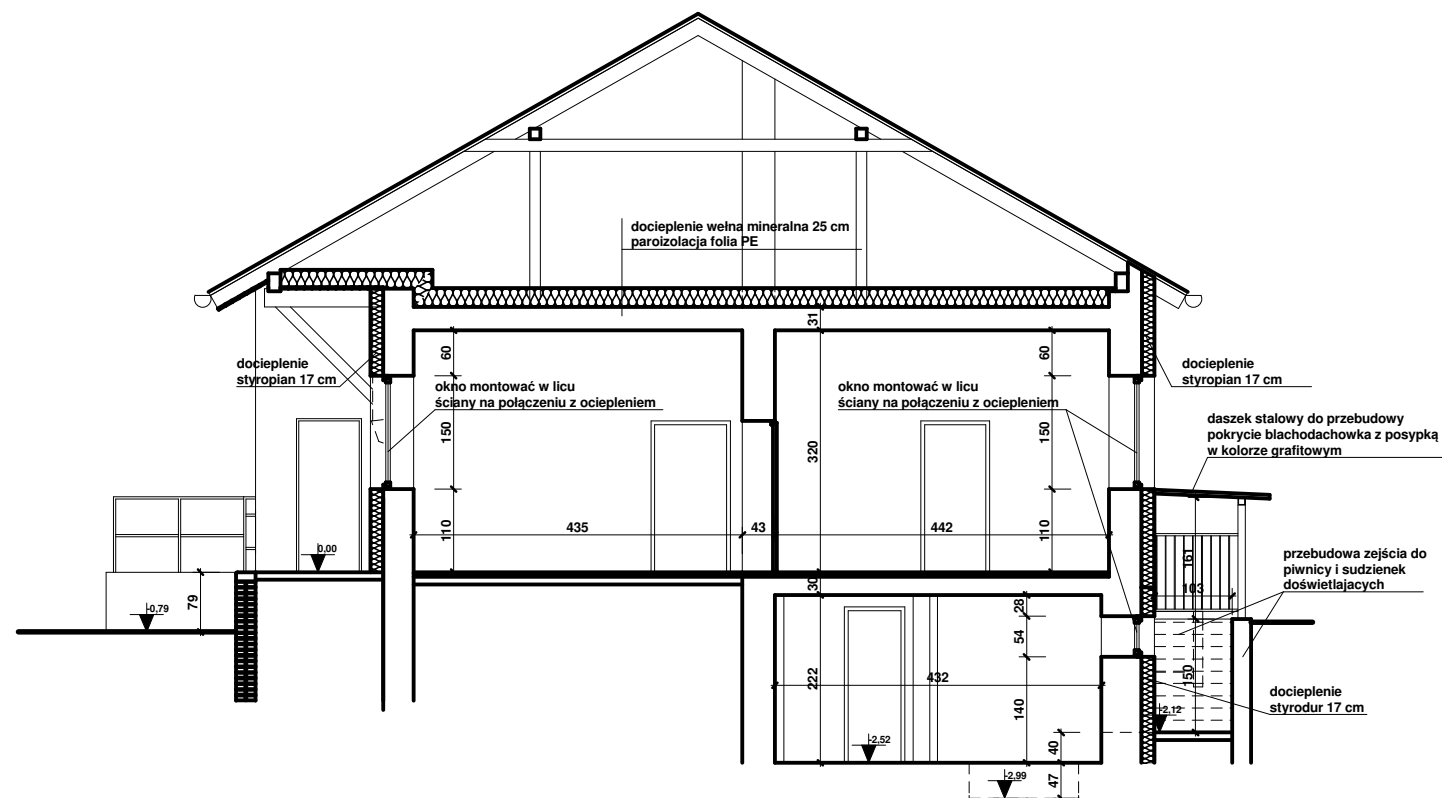 docieplenie wełna mineralna 25 cm
paroizolacja folia PE
31
60
60
docieplenie
styropian 17 cm
okno montować w licu
ściany na połączeniu z ociepleniem
okno montować w licu
ściany na połączeniu z ociepleniem
docieplenie
styropian 17 cm
daszek stalowy do przebudowy
pokrycie blachodachowka z posypką
w kolorze grafitowym
150
320
150
110
435
43
442
110
161
103
przebudowa zejścia do
piwnicy i sudzienek
doświetlajacych
0,00
-0,79
79
30
28
54
222
432
140
150
docieplenie
styrodur 17 cm
-2,12
-2,52
40
-2,99
47